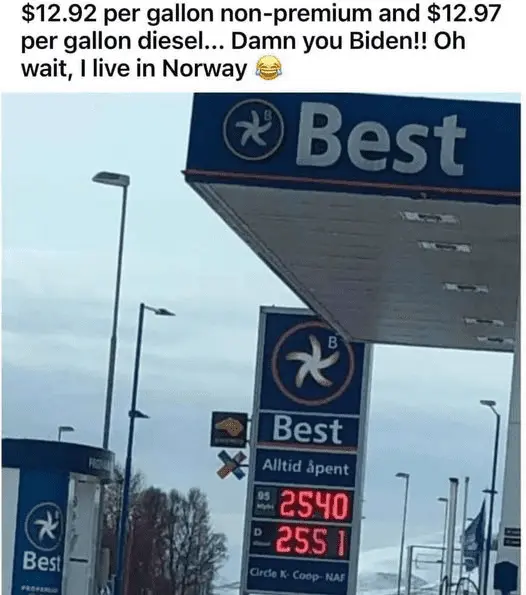 $12.92 per gallon non-premium and $12.97
per gallon diesel... Damn you Biden!! Oh
wait, I live in Norway 😂
B
Best
B
Best
Alltid åpent
95
2540
D
2551
Circle K- Coop- NAF
Best